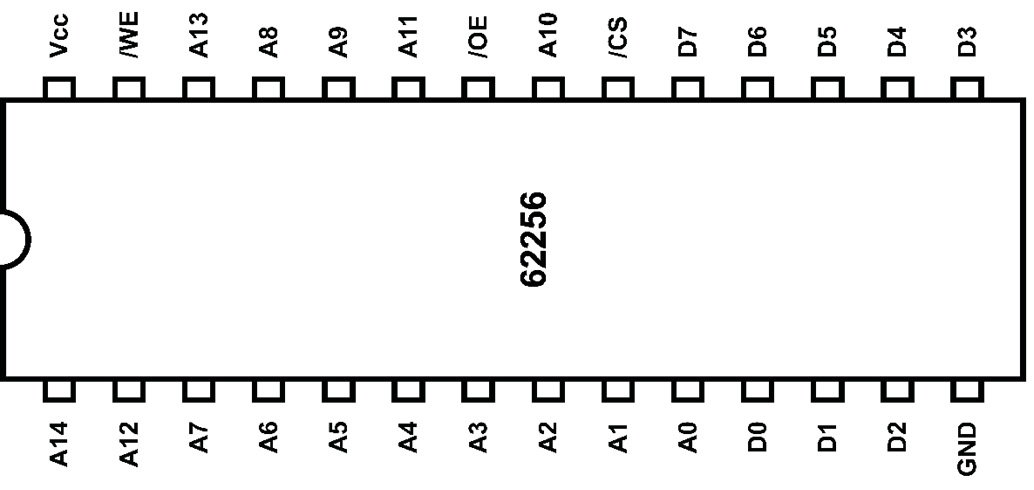 Vcc /WE A13 A8 A9 A11 /OE A10 /CS D7 D6 D5 D4 D3
62256
A14 A12 A7 A6 A5 A4 A3 A2 A1 A0 D0 D1 D2 GND